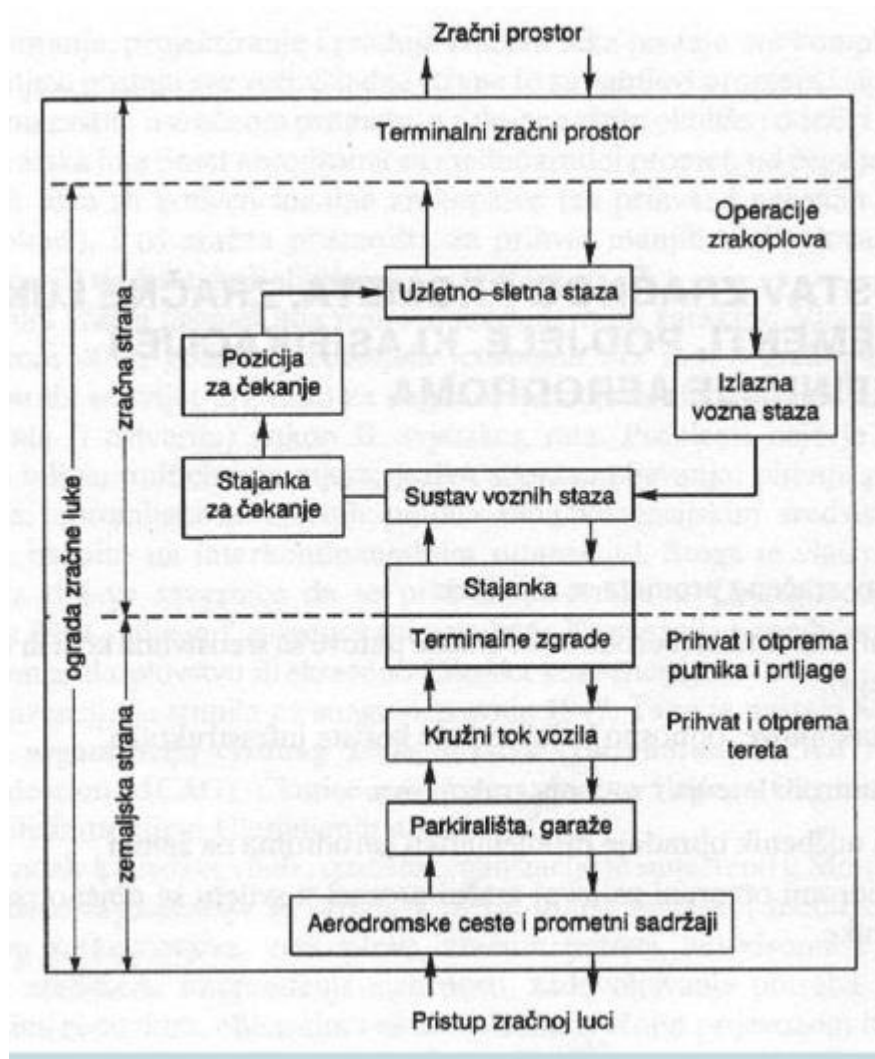 Zračni prostor
Terminalni zračni prostor
Operacije
zrakoplova
Uzletno–sletna staza
Pozicija
za čekanje
Izlazna
vozna staza
Stajanka
za čekanje
Sustav voznih staza
Stajanka
Terminalne zgrade
Prihvat i otprema
putnika i prtljage
Kružni tok vozila
Prihvat i otprema
tereta
Parkirališta, garaže
Aerodromske ceste i prometni sadržaji
Pristup zračnoj luci
ograda zračne luke
zračna strana
zemaljska strana